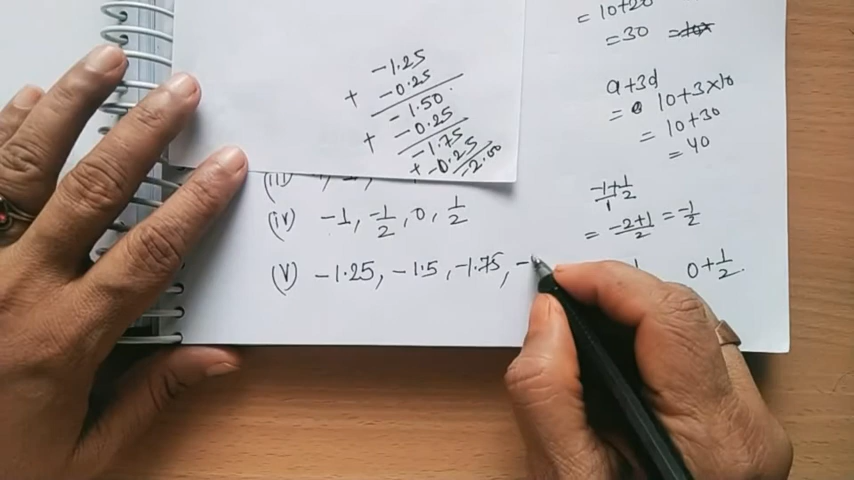 -1.25
+ -0.25
-1.50.
+ -0.25
-1.75
+ -0.25
-2.00
(iv) -1, -1/2, 0, 1/2
(v) -1.25, -1.5, -1.75, -
= 10+20
= 30 =
a+3d
= 10+3×10
= 10+30
= 40
-1/1+1/2
= -2+1/2 = -1/2
0+1/2.